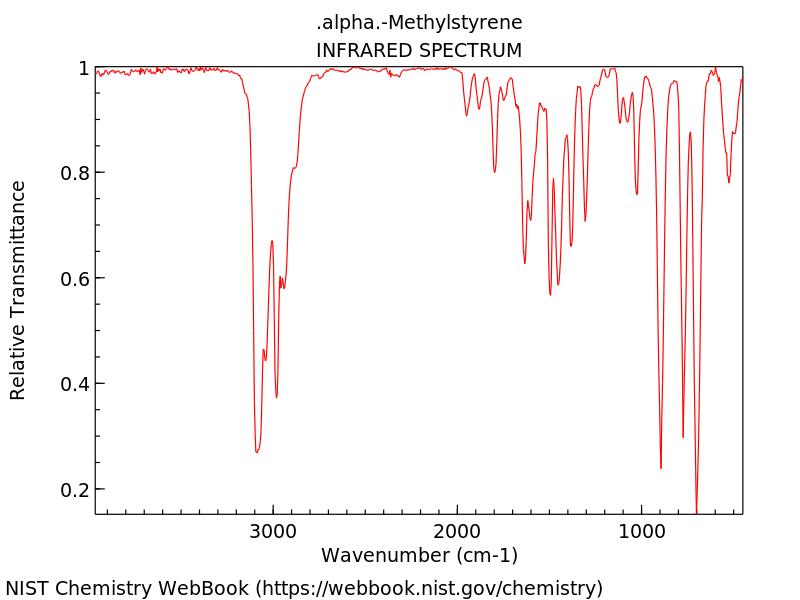 .alpha.-Methylstyrene
INFRARED SPECTRUM
1
0.8
0.6
0.4
0.2
Relative Transmittance
3000
2000
1000
Wavenumber (cm-1)
NIST Chemistry WebBook (https://webbook.nist.gov/chemistry)